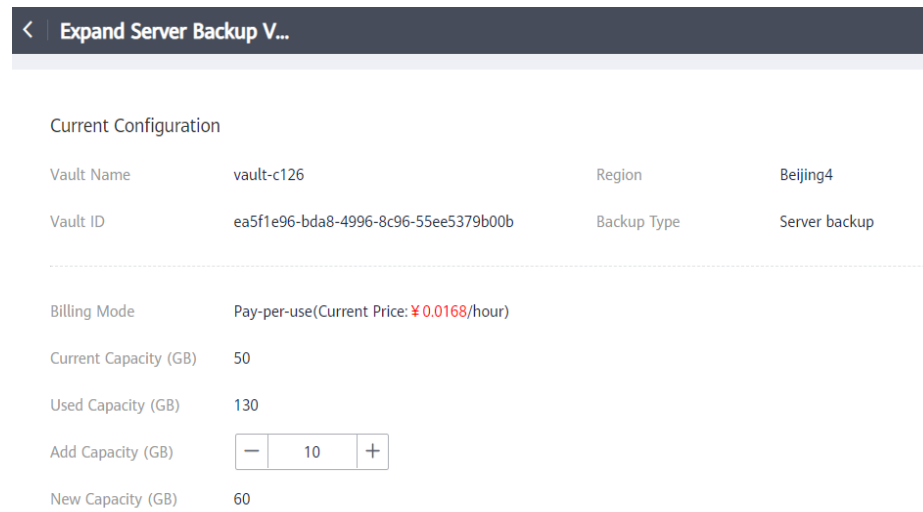 Expand Server Backup V...
Current Configuration
Vault Name vault-c126 Region Beijing4
Vault ID ea5f1e96-bda8-4996-8c96-55ee5379b00b Backup Type Server backup
Billing Mode Pay-per-use(Current Price: ¥ 0.0168/hour)
Current Capacity (GB) 50
Used Capacity (GB) 130
Add Capacity (GB) — 10 +
New Capacity (GB) 60